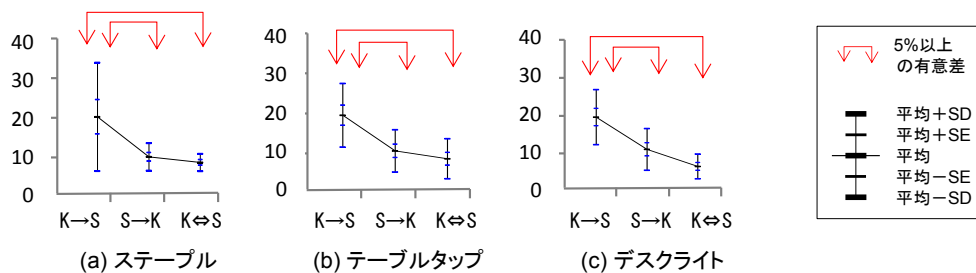 40
30
20
10
0
K→S S→K K⇔S
(a) ステープル
40
30
20
10
0
K→S S→K K⇔S
(b) テーブルタップ
40
30
20
10
0
K→S S→K K⇔S
(c) デスクライト
5%以上
の有意差
平均+SD
平均+SE
平均
平均-SE
平均-SD